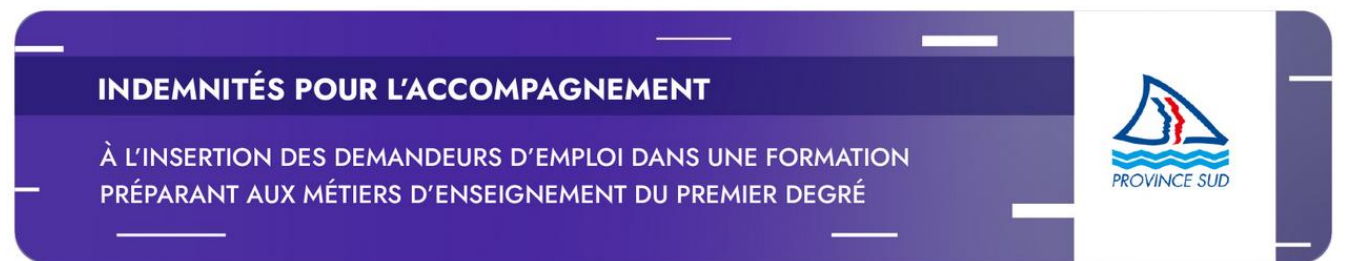 INDEMNITÉS POUR L'ACCOMPAGNEMENT
À L'INSERTION DES DEMANDEURS D'EMPLOI DANS UNE FORMATION
PRÉPARANT AUX MÉTIERS D'ENSEIGNEMENT DU PREMIER DEGRÉ
PROVINCE SUD